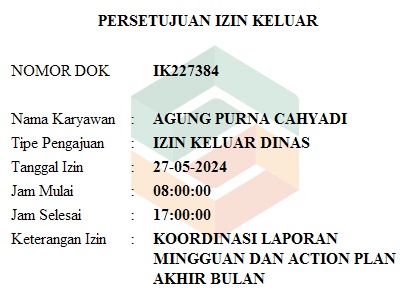 PERSETUJUAN IZIN KELUAR
NOMOR DOK IK227384
Nama Karyawan : AGUNG PURNA CAHYADI
Tipe Pengajuan : IZIN KELUAR DINAS
Tanggal Izin : 27-05-2024
Jam Mulai : 08:00:00
Jam Selesai : 17:00:00
Keterangan Izin : KOORDINASI LAPORAN
MINGGUAN DAN ACTION PLAN
AKHIR BULAN